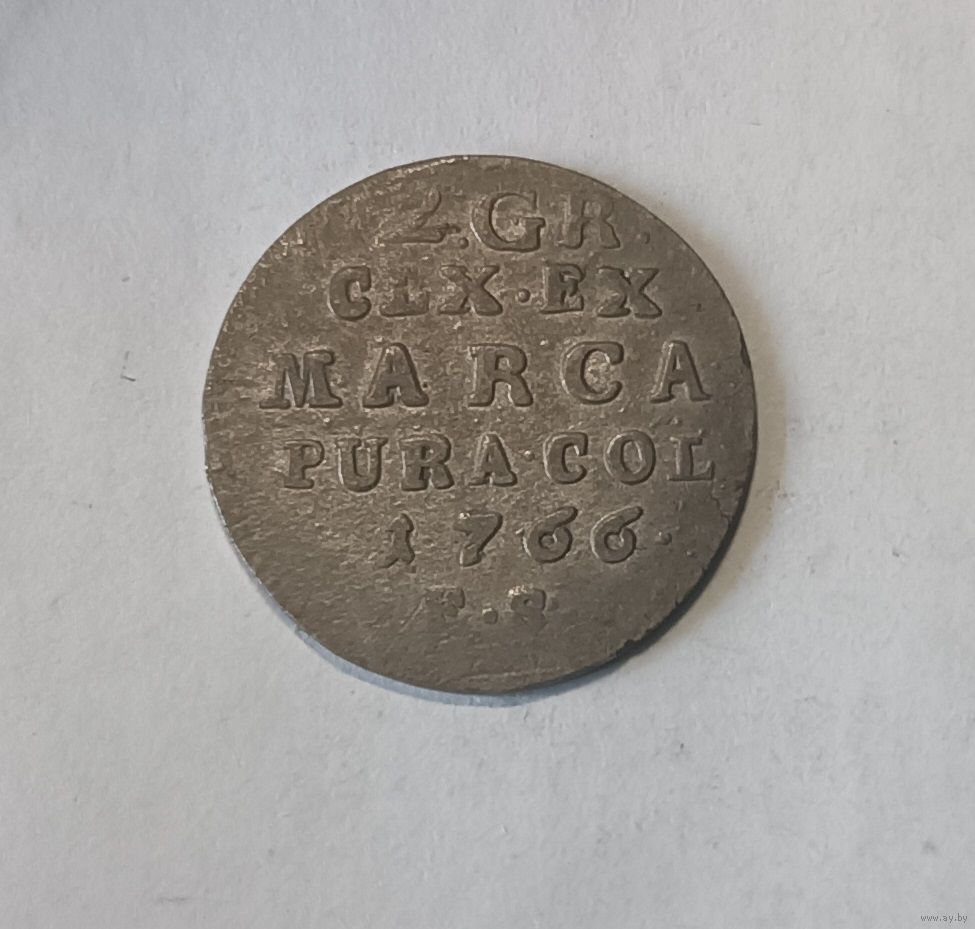 2.GR.
CLX·EX
MARCA
PURA·COL
1766·
F·S·
www.ay.by